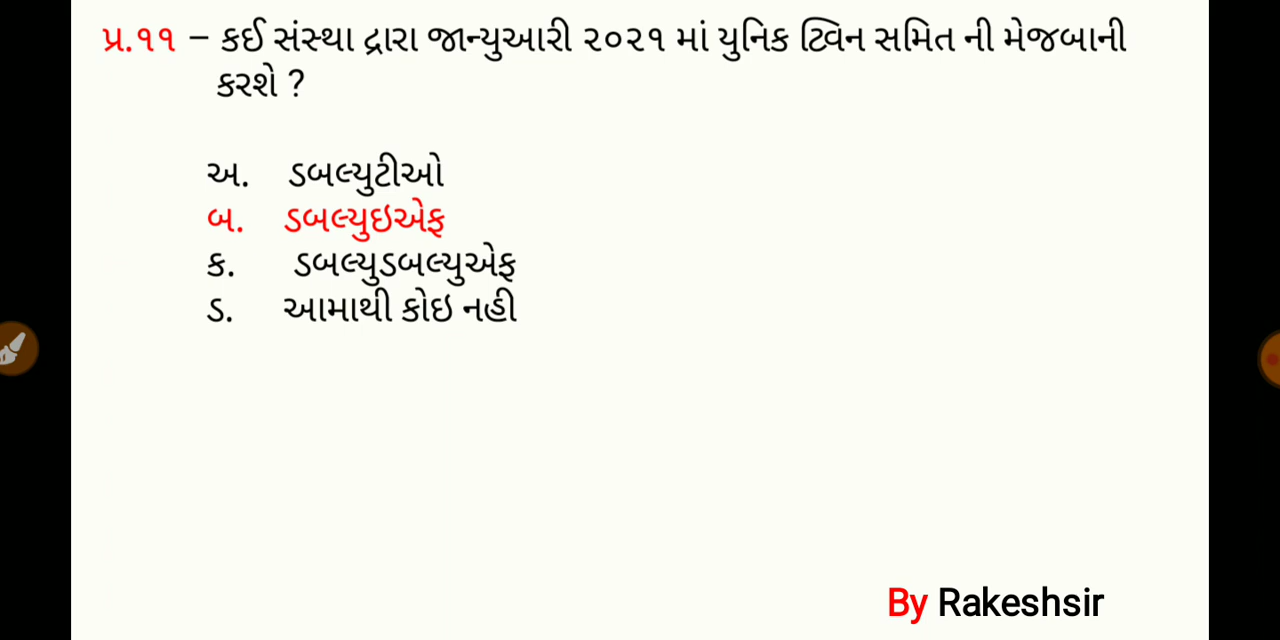 પ્ર.૧૧ – કઈ સંસ્થા દ્રારા જાન્યુઆરી ૨૦૨૧ માં યુનિક ટ્વિન સમિત ની મેજબાની
કરશે ?
અ. ડબલ્યુટીઓ
બ. ડબલ્યુઇએફ
ક. ડબલ્યુડબલ્યુએફ
ડ. આમાથી કોઇ નહી
By Rakeshsir